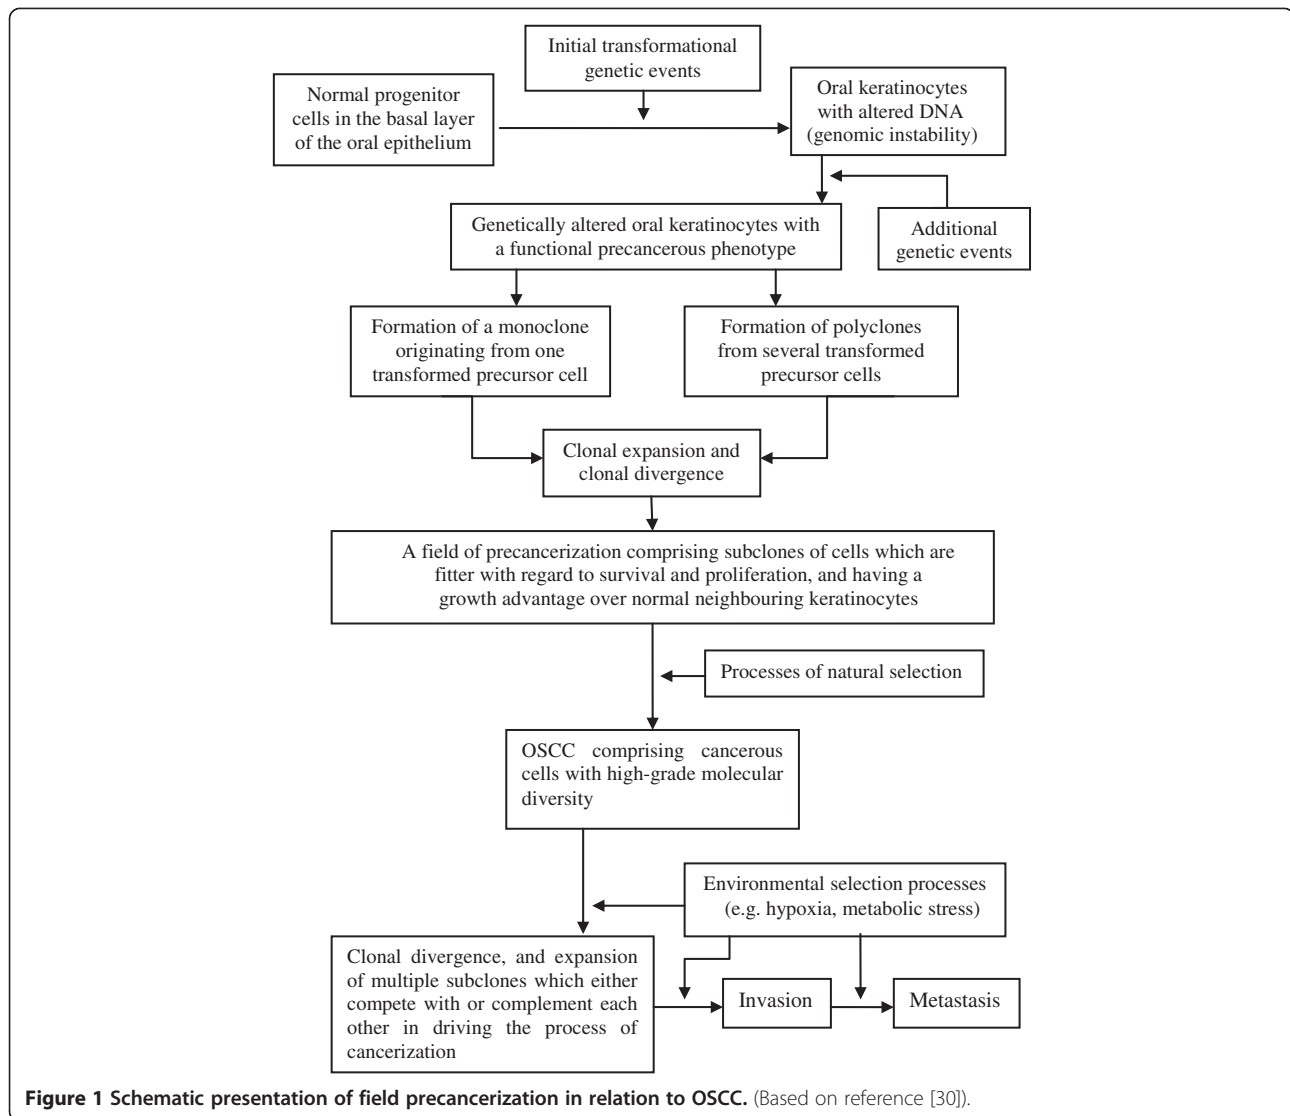 Initial transformational
genetic events
Normal progenitor
cells in the basal layer
of the oral epithelium
Oral keratinocytes
with altered DNA
(genomic instability)
Genetically altered oral keratinocytes with
a functional precancerous phenotype
Additional
genetic events
Formation of a monoclone
originating from one
transformed precursor cell
Formation of polyclones
from several transformed
precursor cells
Clonal expansion and
clonal divergence
A field of precancerization comprising subclones of cells which are
fitter with regard to survival and proliferation, and having a
growth advantage over normal neighbouring keratinocytes
Processes of natural selection
OSCC comprising cancerous
cells with high-grade molecular
diversity
Environmental selection processes
(e.g. hypoxia, metabolic stress)
Clonal divergence, and expansion
of multiple subclones which either
compete with or complement each
other in driving the process of
cancerization
Invasion
Metastasis
Figure 1 Schematic presentation of field precancerization in relation to OSCC. (Based on reference [30]).